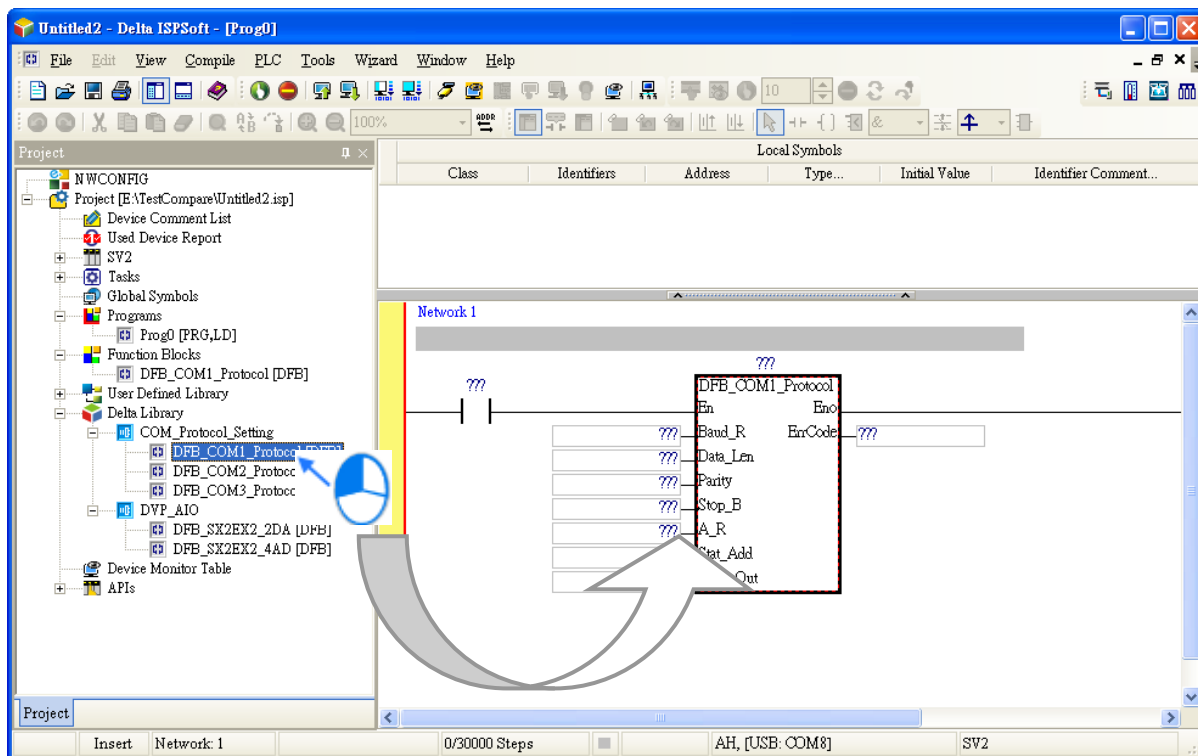 Untitled2 - Delta ISPSoft - [Prog0]
File Edit View Compile PLC Tools Wizard Window Help
10
100% ADDR &
Project
NWCONFIG
Project [E:\TestCompare\Untitled2.isp]
Device Comment List
Used Device Report
SV2
Tasks
Global Symbols
Programs
Prog0 [PRG,LD]
Function Blocks
DFB_COM1_Protocol [DFB]
User Defined Library
Delta Library
COM_Protocol_Setting
DFB_COM1_Protocol [DFB]
DFB_COM2_Protoc
DFB_COM3_Protoc
DVP_AIO
DFB_SX2EX2_2DA [DFB]
DFB_SX2EX2_4AD [DFB]
Device Monitor Table
APIs
Project
Local Symbols
Class Identifiers Address Type... Initial Value Identifier Comment...
Network 1
???
??? DFB_COM1_Protocol
En Eno
??? Baud_R ErrCode ???
??? Data_Len
??? Parity
??? Stop_B
??? A_R
Stat_Add
Out
Insert Network: 1 0/30000 Steps AH, [USB: COM8] SV2